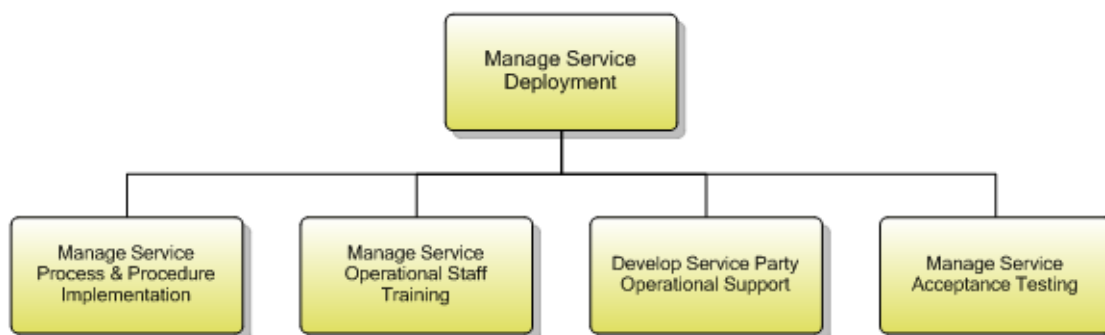 Manage Service
Deployment
Manage Service
Process & Procedure
Implementation
Manage Service
Operational Staff
Training
Develop Service Party
Operational Support
Manage Service
Acceptance Testing